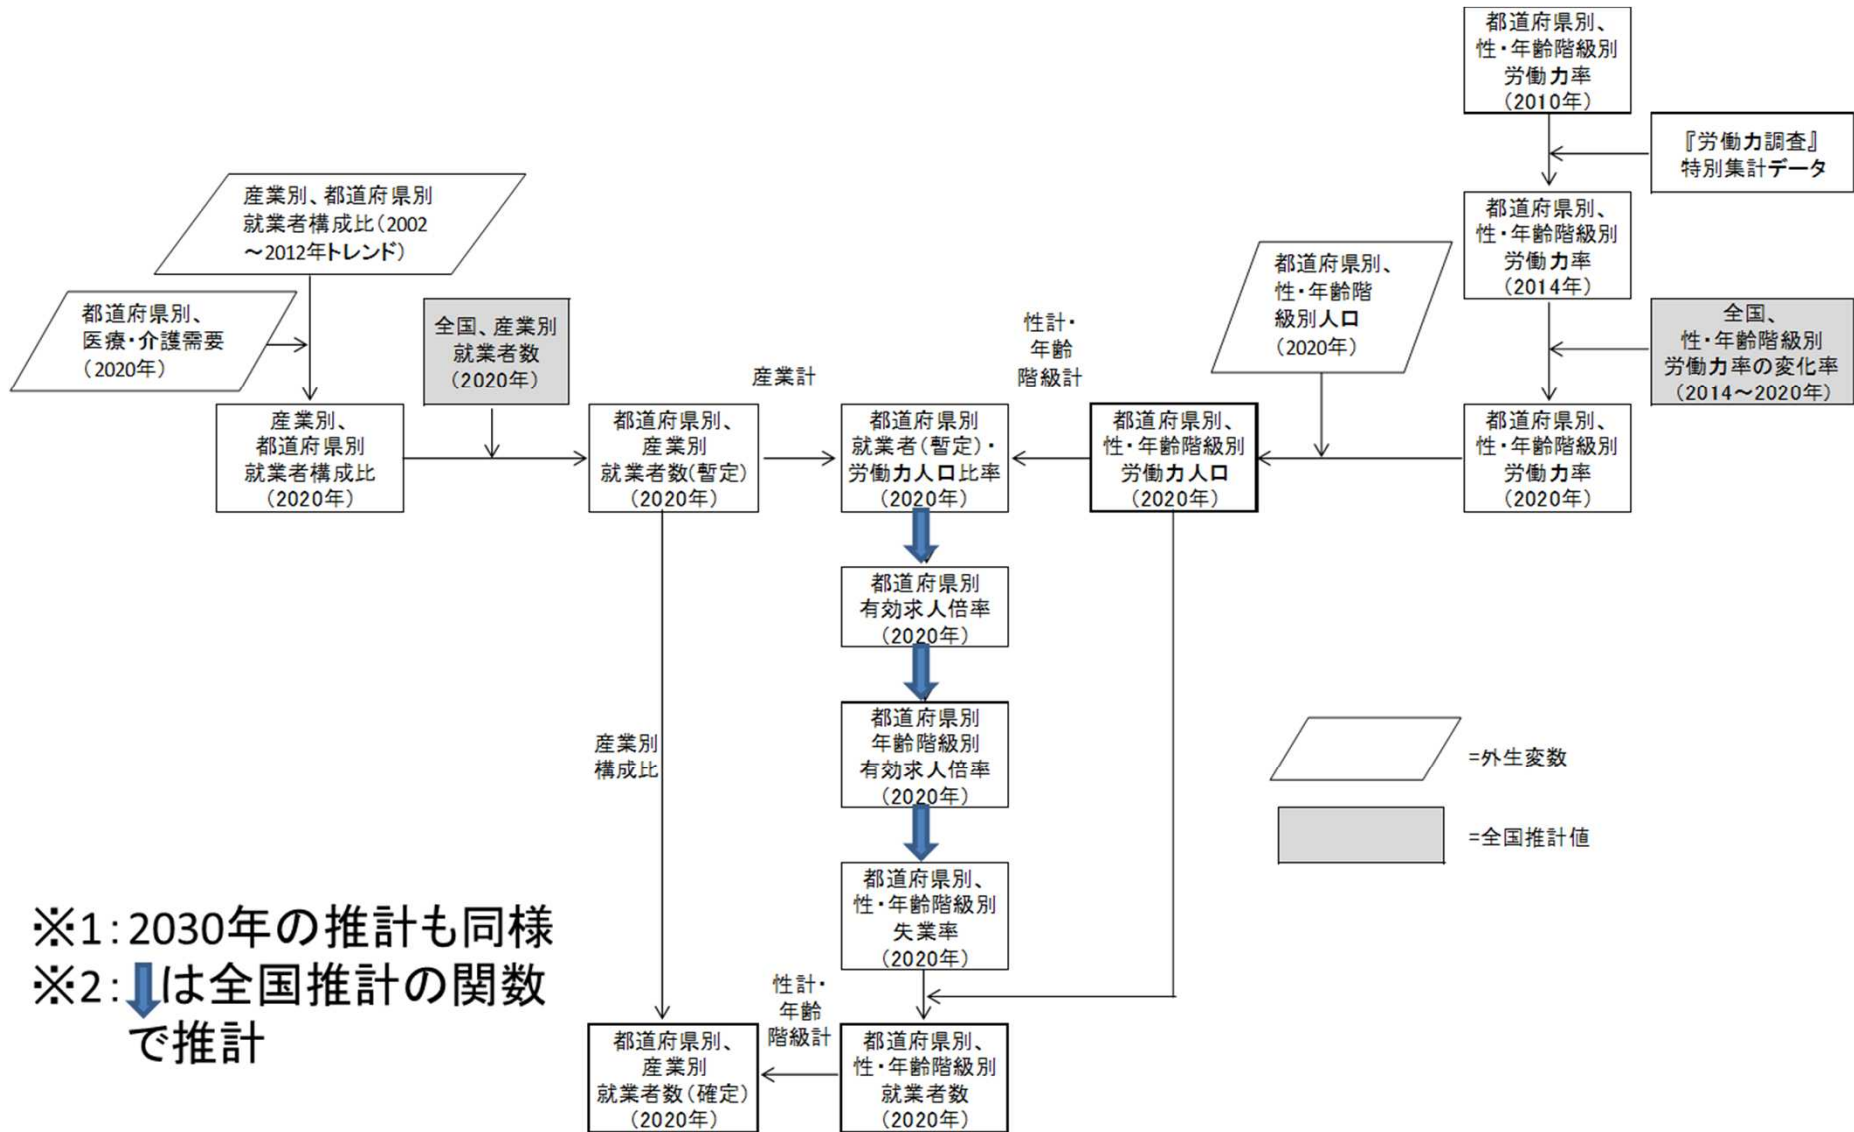 都道府県別、
性・年齢階級別
労働力率
(2010年)
『労働力調査』
特別集計データ
産業別、都道府県別
就業者構成比(2002
～2012年トレンド)
都道府県別、
性・年齢階級別
労働力率
(2014年)
都道府県別、
性・年齢階
級別人口
(2020年)
都道府県別、
医療・介護需要
(2020年)
全国、産業別
就業者数
(2020年)
全国、
性・年齢階級別
労働力率の変化率
(2014～2020年)
産業計
性計・
年齢
階級計
産業別、
都道府県別
就業者構成比
(2020年)
都道府県別、
産業別
就業者数(暫定)
(2020年)
都道府県別
就業者(暫定)・
労働力人口比率
(2020年)
都道府県別、
性・年齢階級別
労働力人口
(2020年)
都道府県別、
性・年齢階級別
労働力率
(2020年)
都道府県別
有効求人倍率
(2020年)
都道府県別
年齢階級別
有効求人倍率
(2020年)
産業別
構成比
=外生変数
=全国推計値
都道府県別、
性・年齢階級別
失業率
(2020年)
※1:2030年の推計も同様
※2:⬇は全国推計の関数
で推計
性計・
年齢
階級計
都道府県別、
産業別
就業者数(確定)
(2020年)
都道府県別、
性・年齢階級別
就業者数
(2020年)